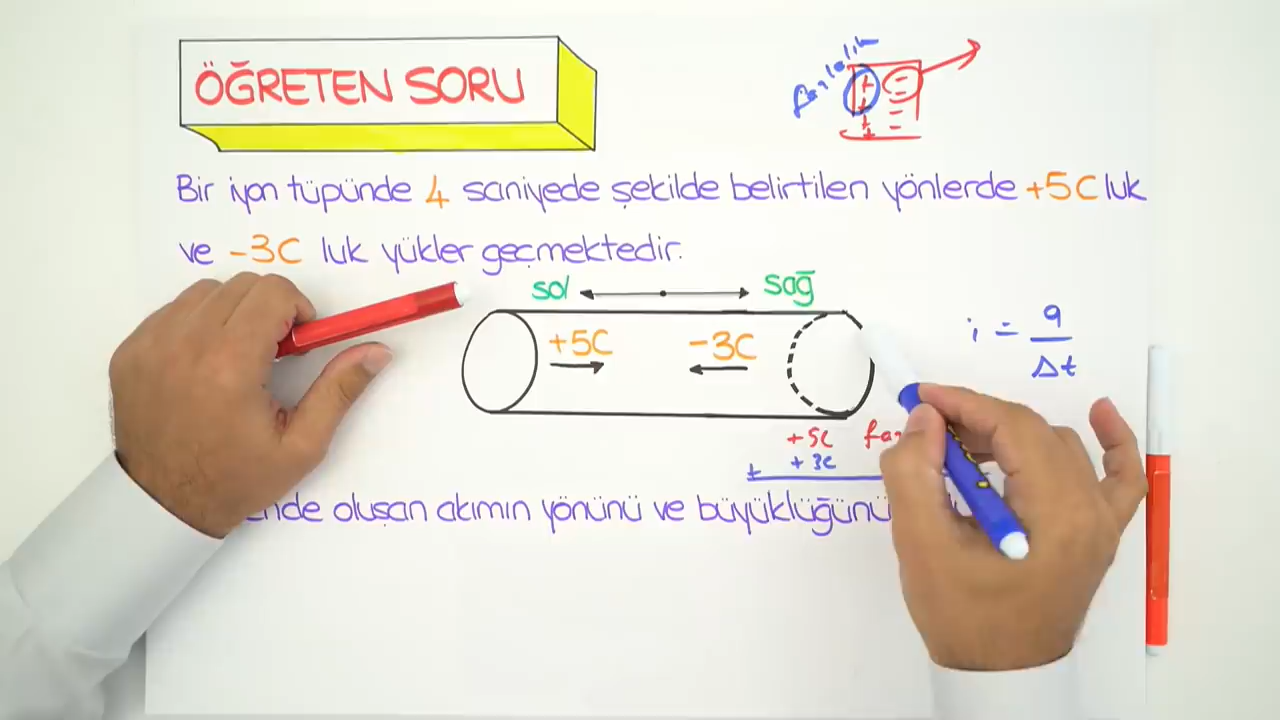 ÖĞRETEN SORU
fazlalık
Bir iyon tüpünde 4 saniyede şekilde belirtilen yönlerde +5C luk
ve -3C luk yükler geçmektedir.
sol sağ
+5C -3C
i = q / Δt
+5C
+ +3C
oluşan akımın yönünü ve büyüklüğünü